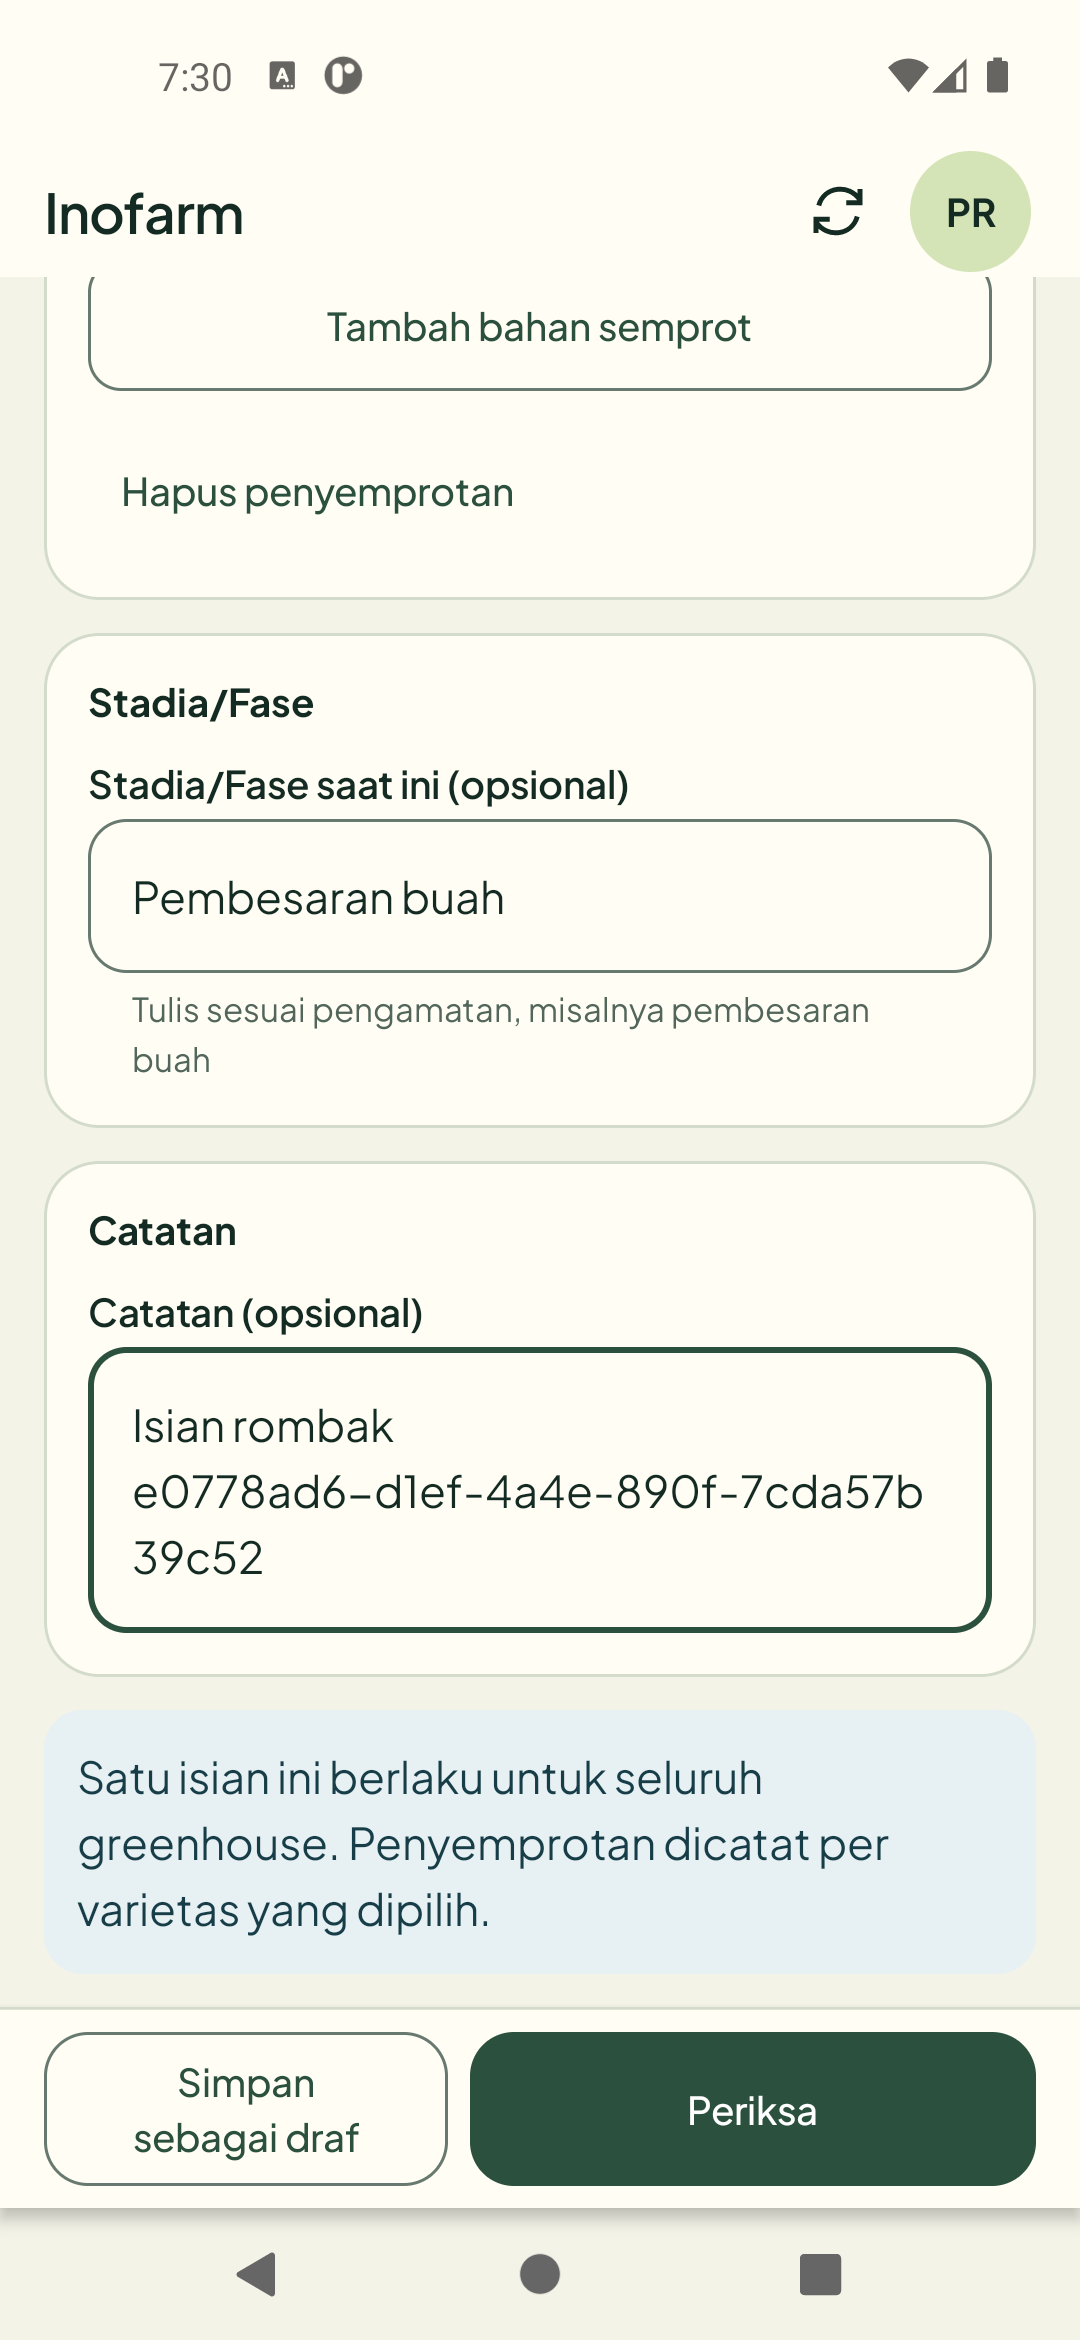 7:30
Inofarm
PR
Tambah bahan semprot
Hapus penyemprotan
Stadia/Fase
Stadia/Fase saat ini (opsional)
Pembesaran buah
Tulis sesuai pengamatan, misalnya pembesaran
buah
Catatan
Catatan (opsional)
Isian rombak
e0778ad6-d1ef-4a4e-890f-7cda57b
39c52
Satu isian ini berlaku untuk seluruh
greenhouse. Penyemprotan dicatat per
varietas yang dipilih.
Simpan
sebagai draf
Periksa